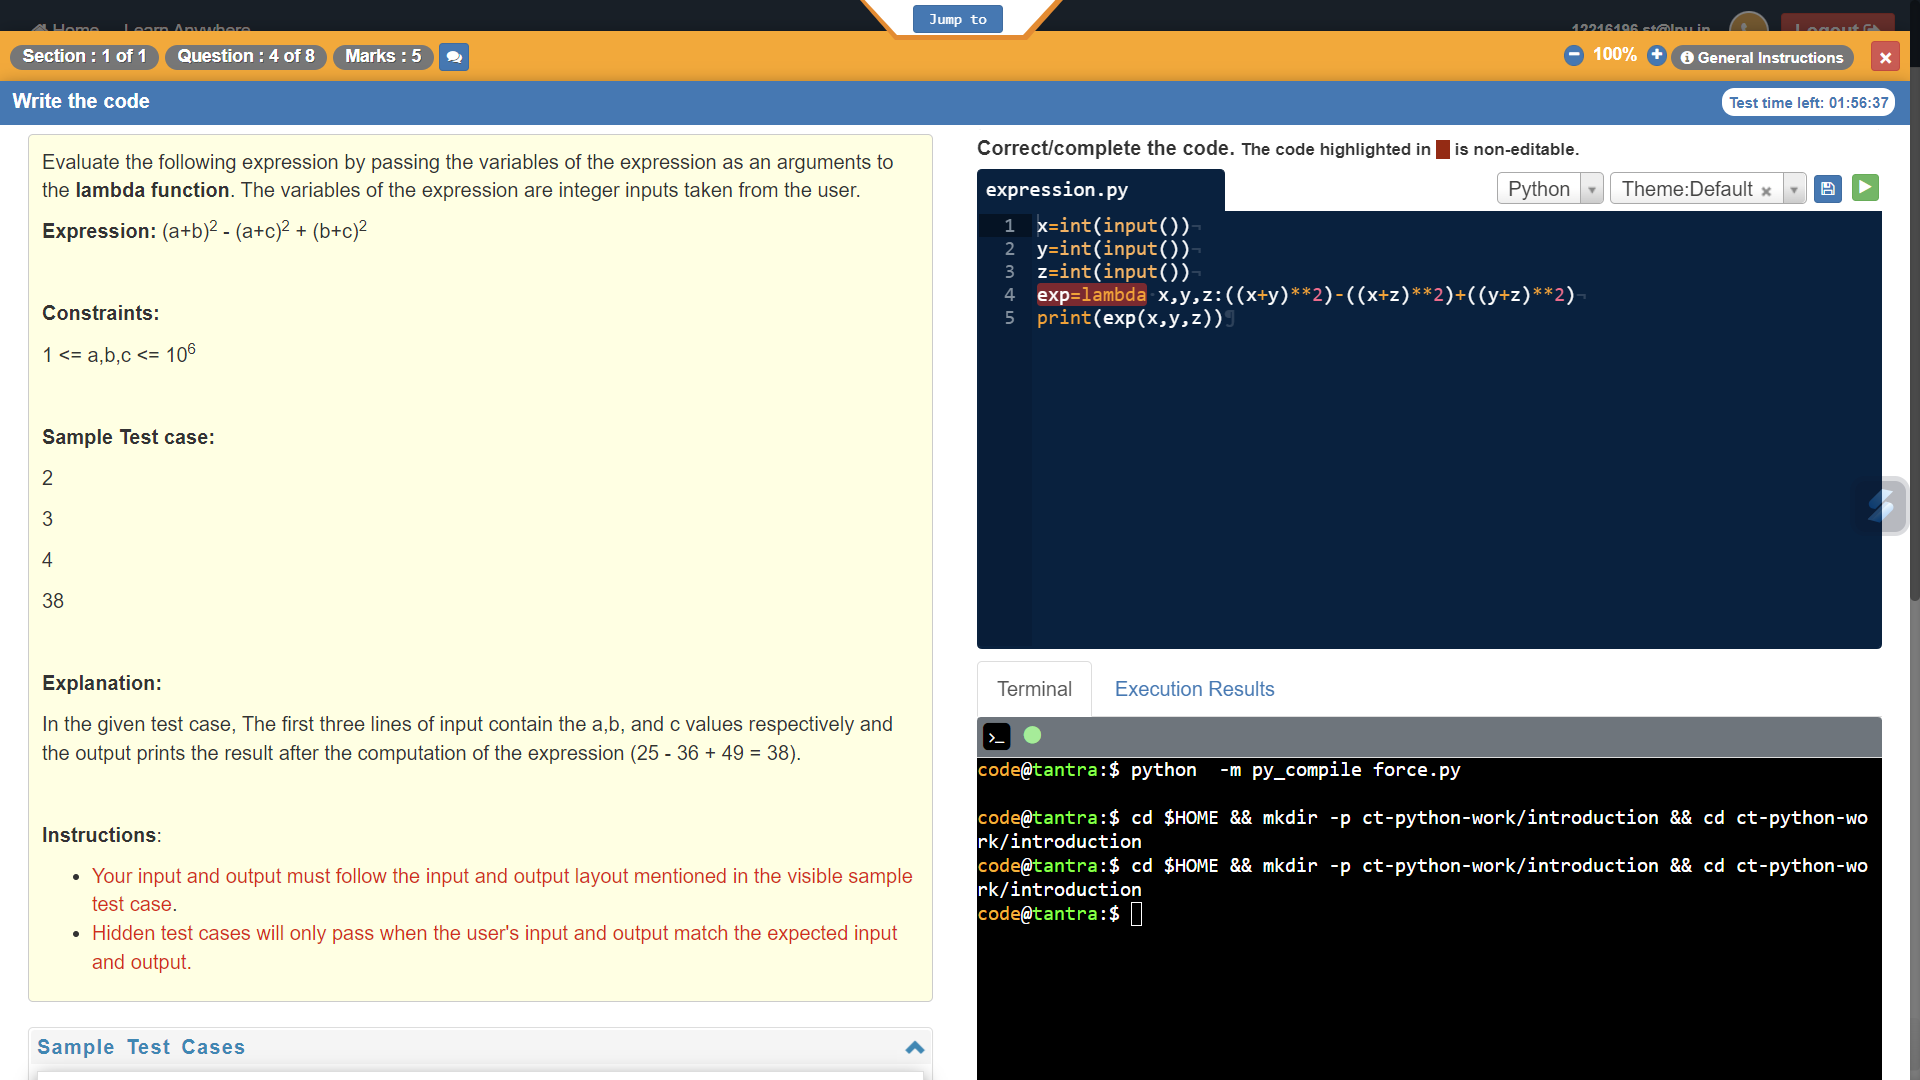 Home Learn Anywhere
Jump to
12216196.st@lpu.in
Logout
Section : 1 of 1
Question : 4 of 8
Marks : 5
100%
General Instructions
Write the code
Test time left: 01:56:37
Evaluate the following expression by passing the variables of the expression as an arguments to
the lambda function. The variables of the expression are integer inputs taken from the user.
Expression: (a+b)² - (a+c)² + (b+c)²
Constraints:
1 <= a,b,c <= 10⁶
Sample Test case:
2
3
4
38
Explanation:
In the given test case, The first three lines of input contain the a,b, and c values respectively and
the output prints the result after the computation of the expression (25 - 36 + 49 = 38).
Instructions:
• Your input and output must follow the input and output layout mentioned in the visible sample
test case.
• Hidden test cases will only pass when the user's input and output match the expected input
and output.
Sample Test Cases
Correct/complete the code. The code highlighted in is non-editable.
expression.py
Python
Theme:Default ×
1 x=int(input())¬
2 y=int(input())¬
3 z=int(input())¬
4 exp=lambda·x,y,z:((x+y)**2)-((x+z)**2)+((y+z)**2)¬
5 print(exp(x,y,z))¶
Terminal
Execution Results
>_
code@tantra:$ python  -m py_compile force.py
code@tantra:$ cd $HOME && mkdir -p ct-python-work/introduction && cd ct-python-wo
rk/introduction
code@tantra:$ cd $HOME && mkdir -p ct-python-work/introduction && cd ct-python-wo
rk/introduction
code@tantra:$